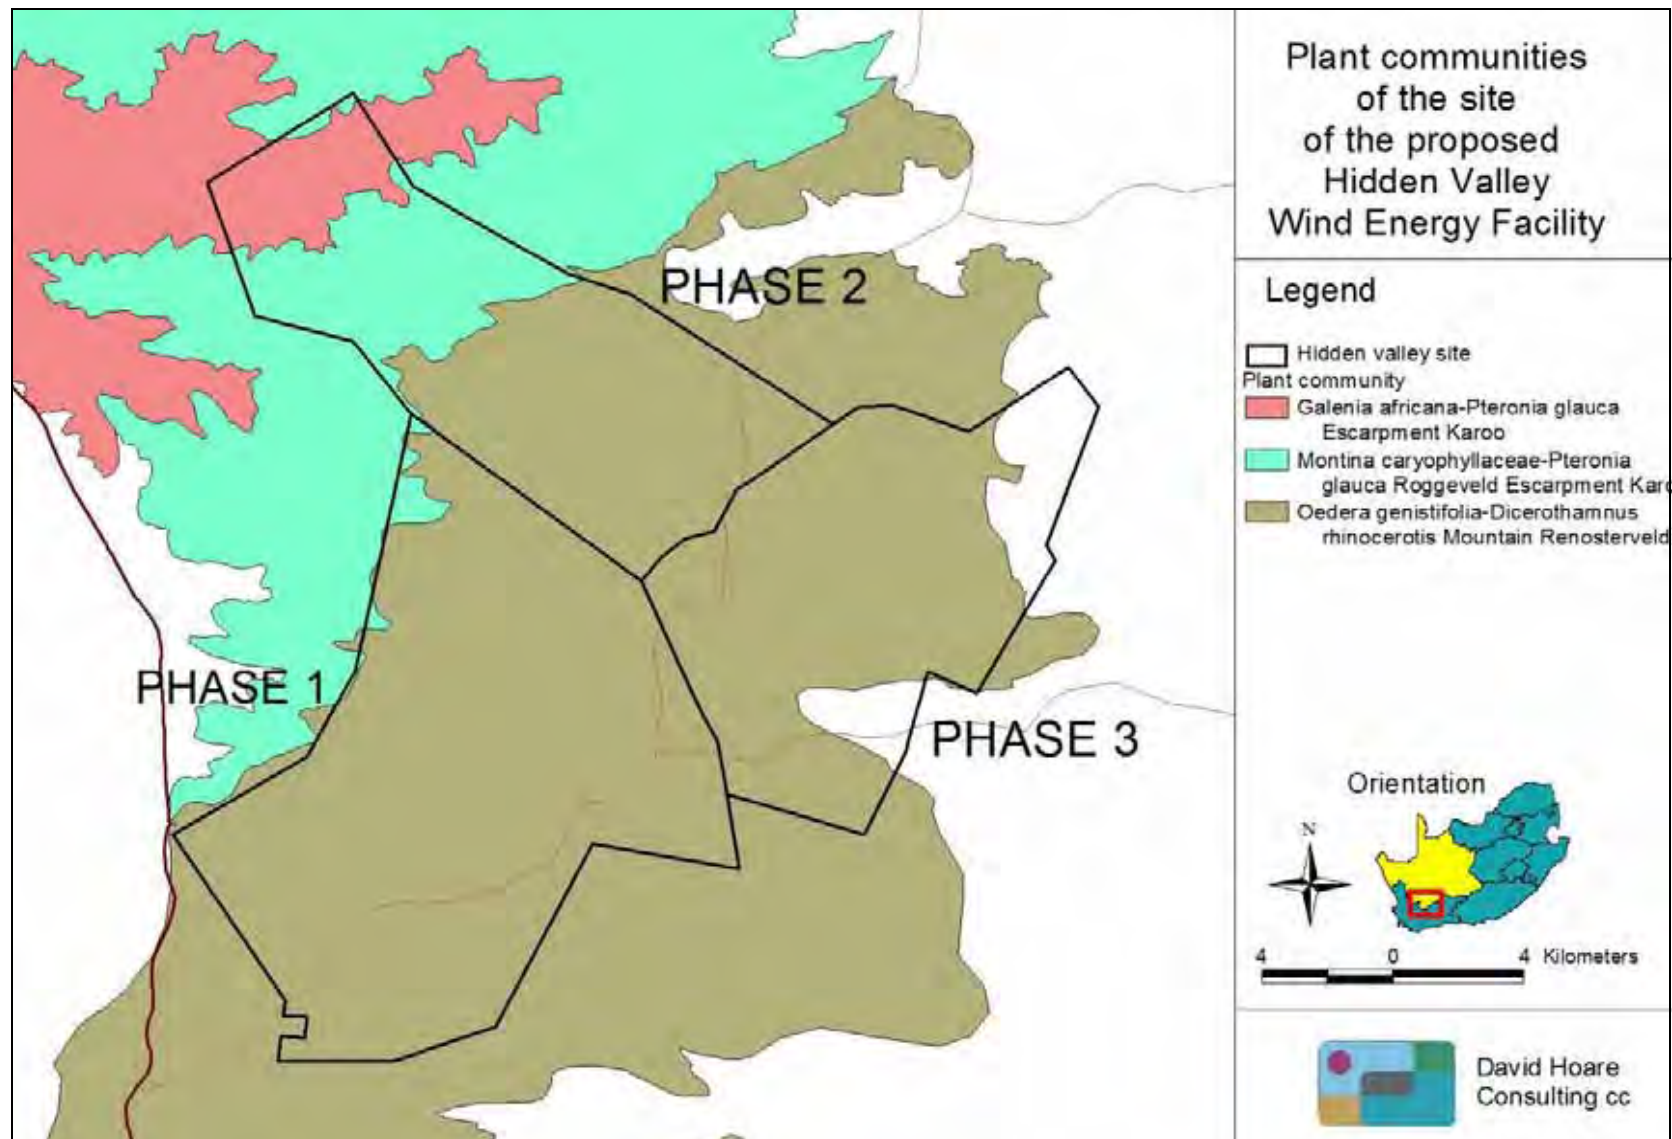 Plant communities
of the site
of the proposed
Hidden Valley
Wind Energy Facility
Legend
Hidden valley site
Plant community
Galenia africana-Pteronia glauca
Escarpment Karoo
Montina caryophyllaceae-Pteronia
glauca Roggeveld Escarpment Karo
Oedera genistifolia-Dicerothamnus
rhinocerotis Mountain Renosterveld
PHASE 2
PHASE 1
PHASE 3
Orientation
N
4 0 4 Kilometers
David Hoare
Consulting cc